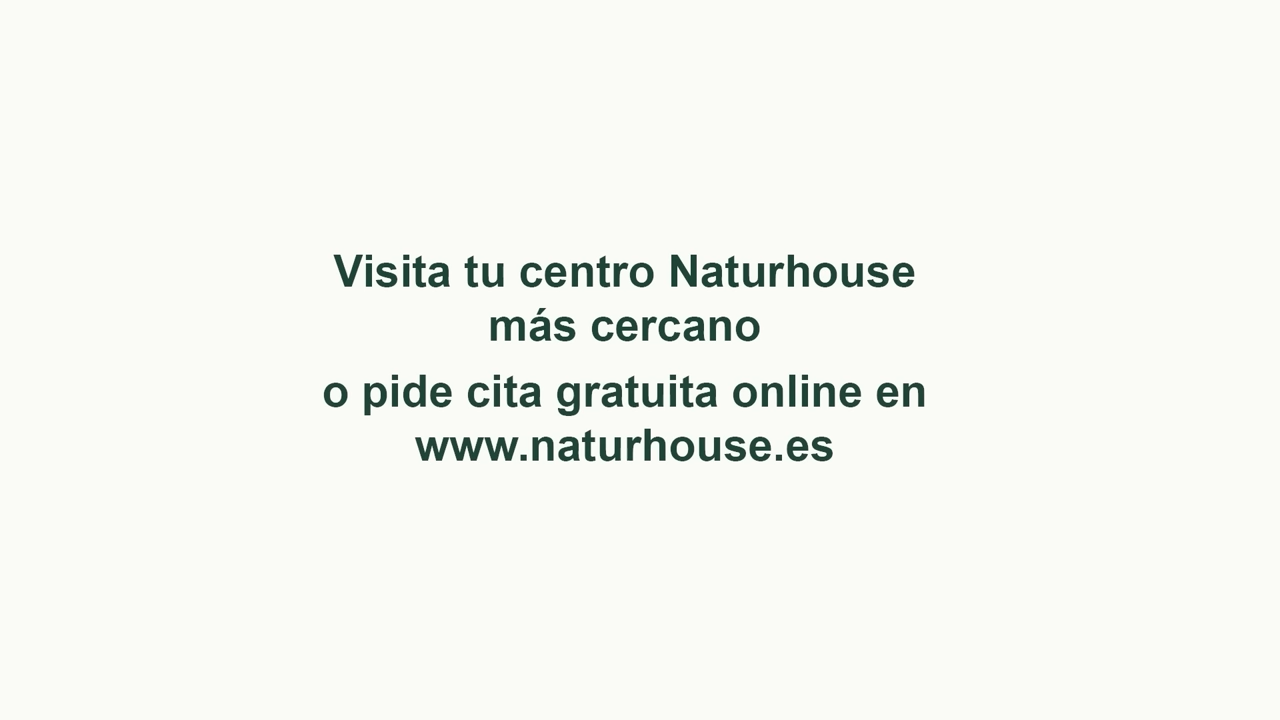 Visita tu centro Naturhouse
más cercano
o pide cita gratuita online en
www.naturhouse.es